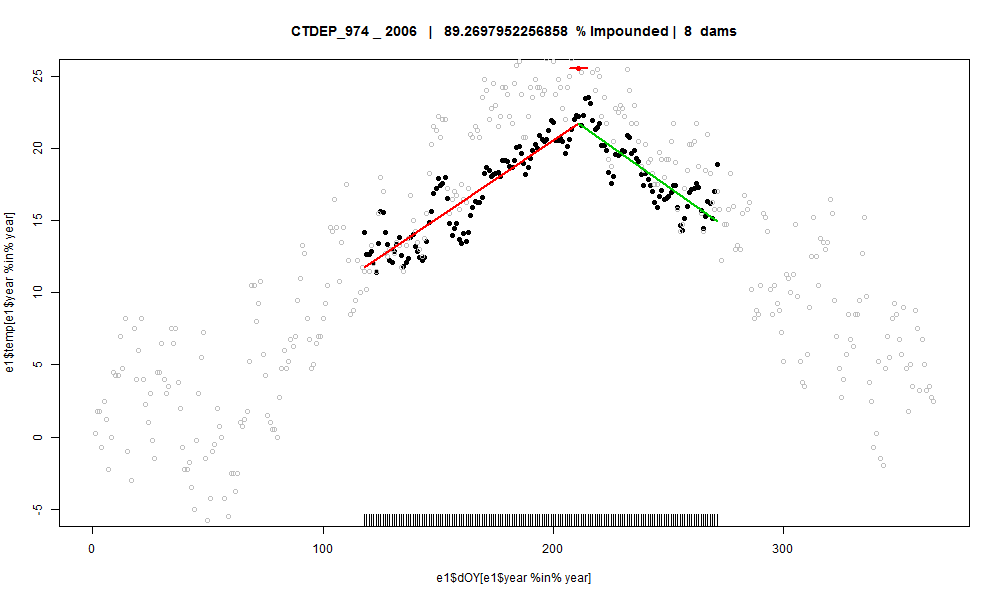 CTDEP_974 _ 2006 | 89.2697952256858 % Impounded | 8 dams
e1$temp[e1$year %in% year]
25
20
15
10
5
0
-5
0 100 200 300
e1$dOY[e1$year %in% year]